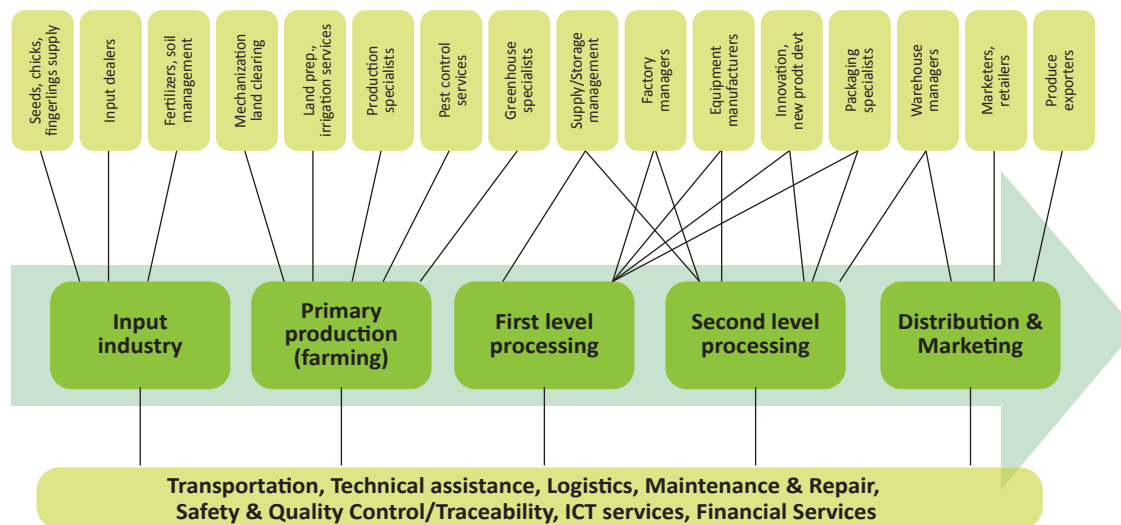 Seeds, chicks,
fingerlings supply
Input dealers
Fertilizers, soil
management
Mechanization
land clearing
Land prep.,
irrigation services
Production
specialists
Pest control
services
Greenhouse
specialists
Supply/Storage
management
Factory
managers
Equipment
manufacturers
Innovation,
new prodt devt
Packaging
specialists
Warehouse
managers
Marketers,
retailers
Produce
exporters
Input
industry
Primary
production
(farming)
First level
processing
Second level
processing
Distribution &
Marketing
Transportation, Technical assistance, Logistics, Maintenance & Repair,
Safety & Quality Control/Traceability, ICT services, Financial Services